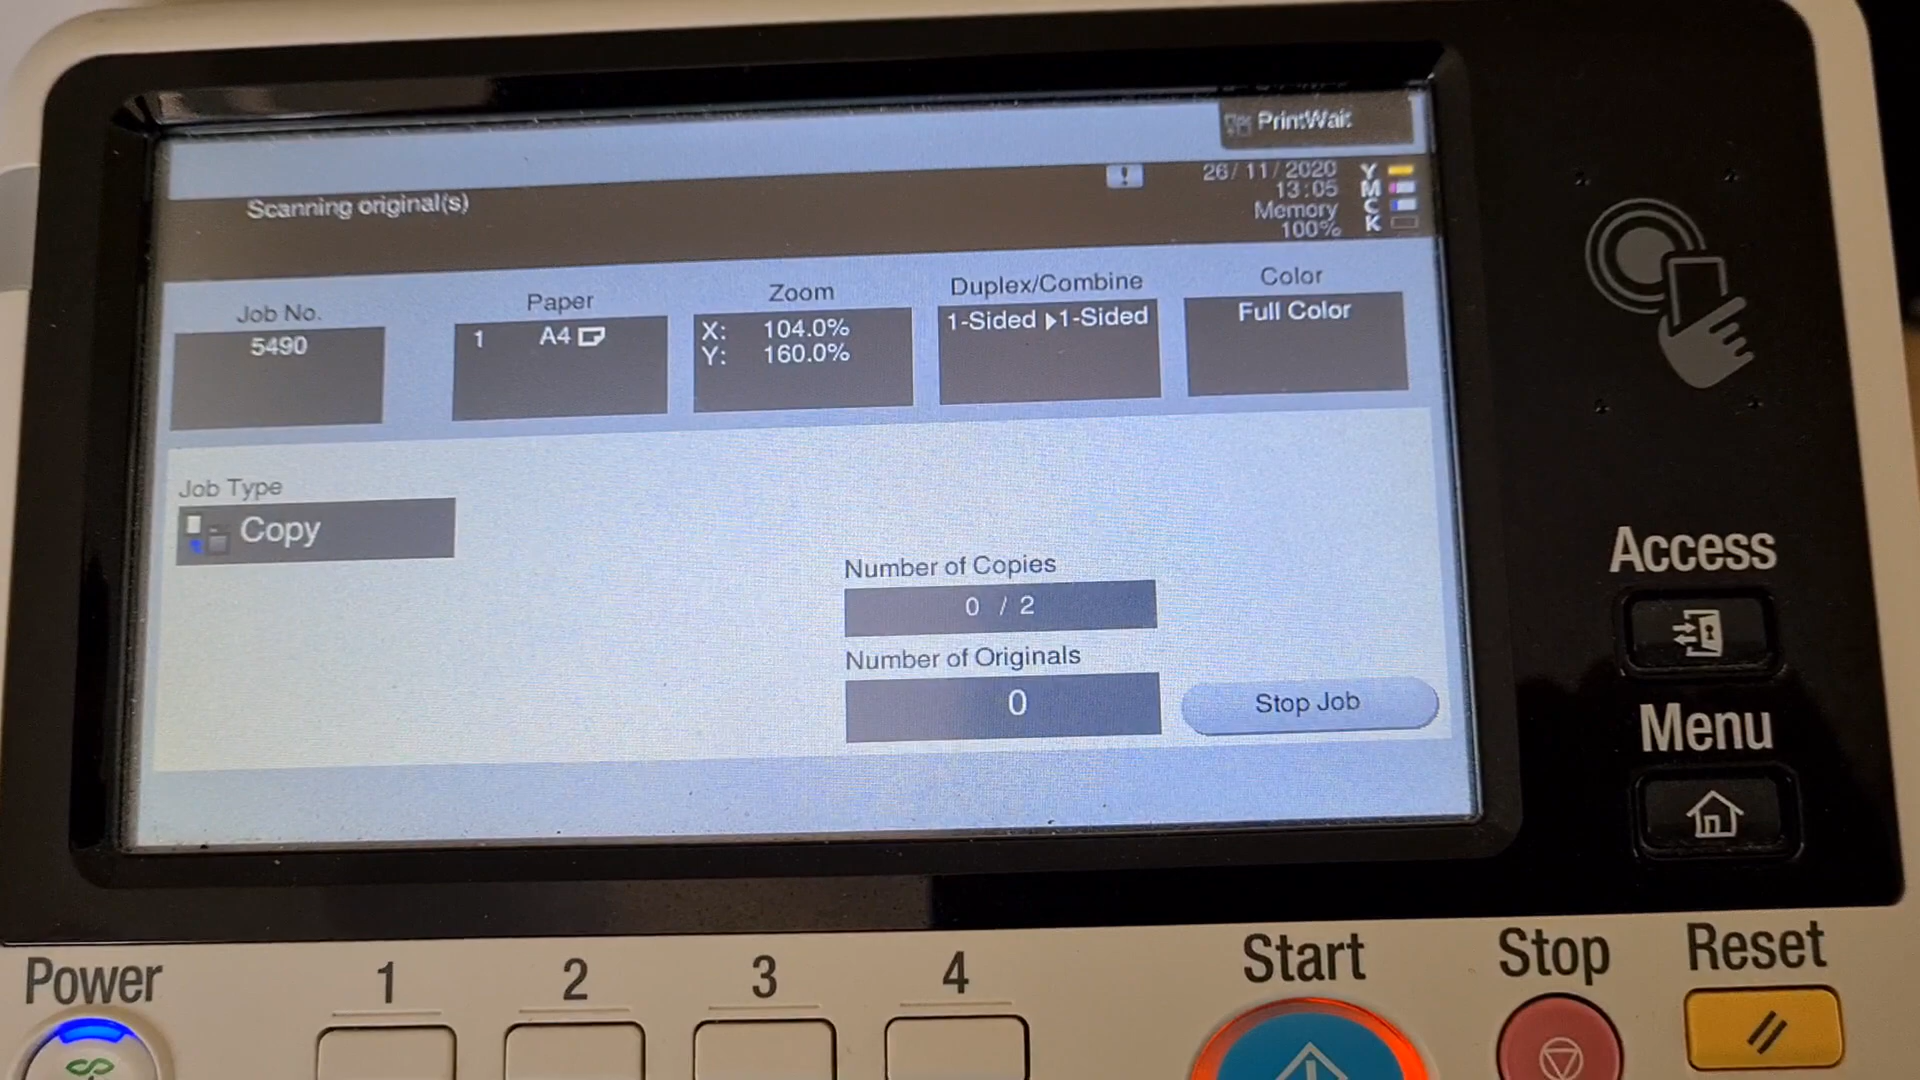 PrintWait
Scanning original(s)
!
26/11/2020
13:05
Memory
100%
Y
M
C
K
Job No.
5490
Paper
1 A4
Zoom
X: 104.0%
Y: 160.0%
Duplex/Combine
1-Sided ▶1-Sided
Color
Full Color
Job Type
Copy
Number of Copies
0 / 2
Number of Originals
0
Stop Job
Access
Menu
Power
1
2
3
4
Start
Stop
Reset